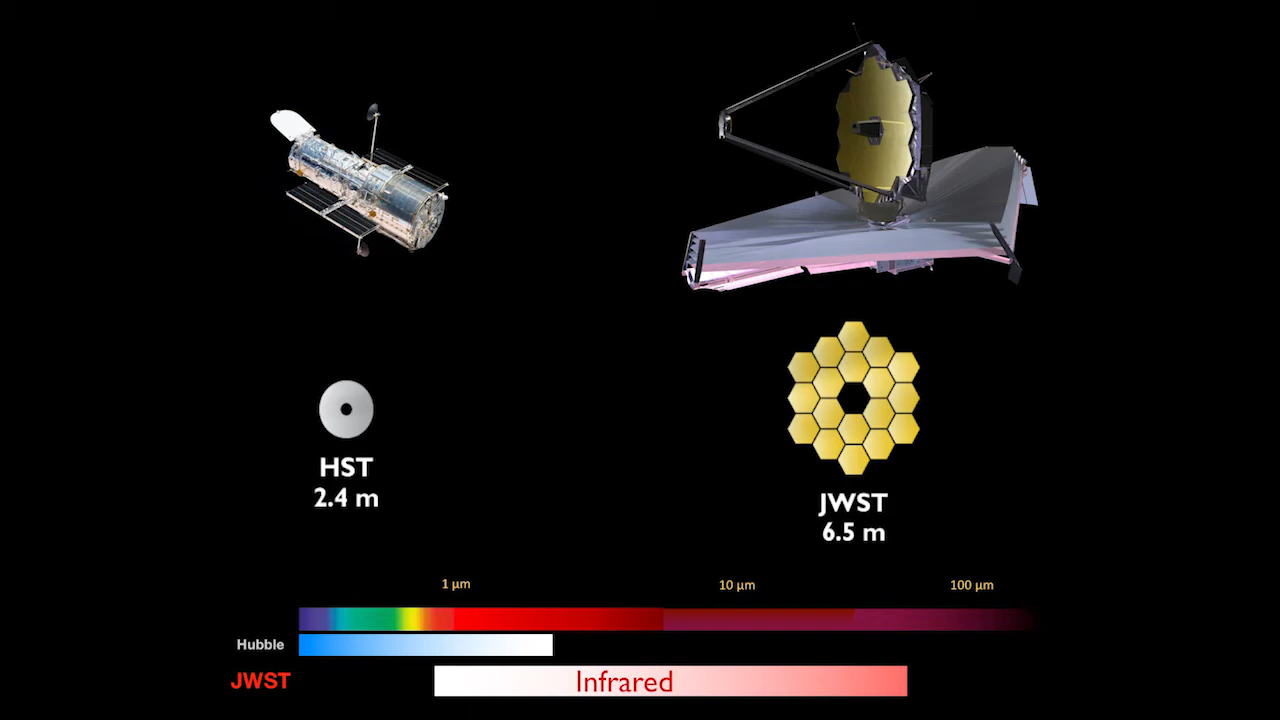 HST
2.4 m
JWST
6.5 m
1 µm
10 µm
100 µm
Hubble
JWST
Infrared